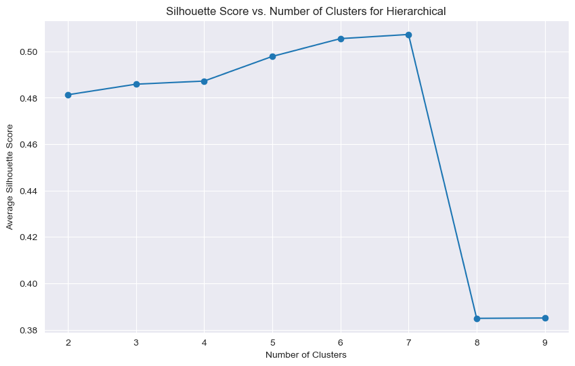 Silhouette Score vs. Number of Clusters for Hierarchical
0.50
0.48
0.46
0.44
0.42
0.40
0.38
Average Silhouette Score
2 3 4 5 6 7 8 9
Number of Clusters